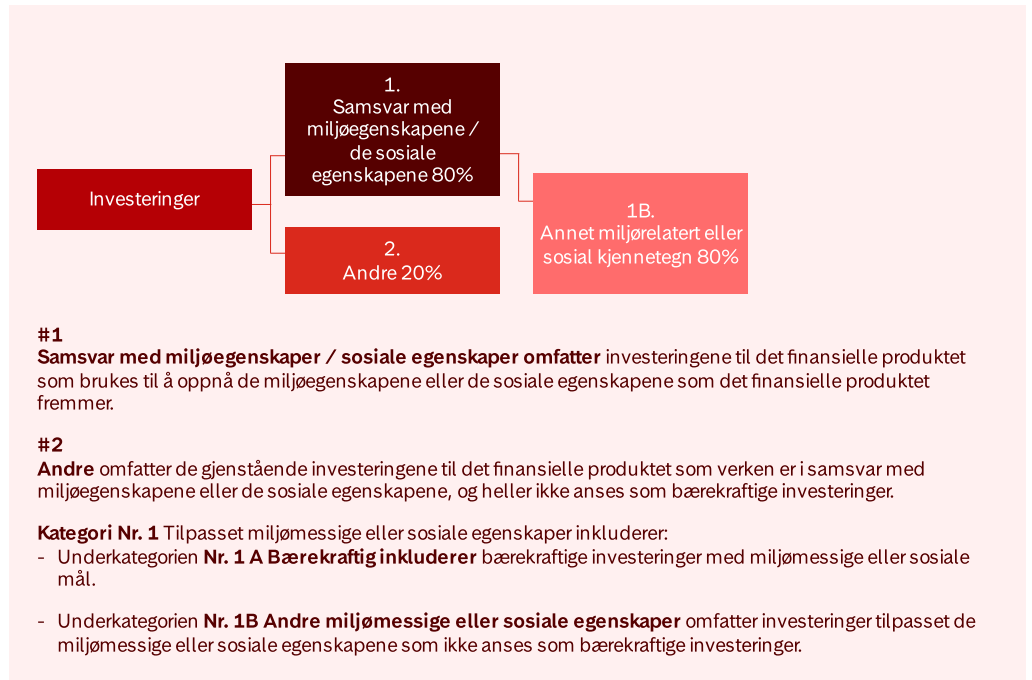 1.
Samsvar med
miljøegenskapene /
de sosiale
egenskapene 80%
Investeringer
1B.
Annet miljørelatert eller
sosial kjennetegn 80%
2.
Andre 20%
#1
Samsvar med miljøegenskaper / sosiale egenskaper omfatter investeringene til det finansielle produktet
som brukes til å oppnå de miljøegenskapene eller de sosiale egenskapene som det finansielle produktet
fremmer.
#2
Andre omfatter de gjenstående investeringene til det finansielle produktet som verken er i samsvar med
miljøegenskapene eller de sosiale egenskapene, og heller ikke anses som bærekraftige investeringer.
Kategori Nr. 1 Tilpasset miljømessige eller sosiale egenskaper inkluderer:
- Underkategorien Nr. 1 A Bærekraftig inkluderer bærekraftige investeringer med miljømessige eller sosiale
mål.
- Underkategorien Nr. 1B Andre miljømessige eller sosiale egenskaper omfatter investeringer tilpasset de
miljømessige eller sosiale egenskapene som ikke anses som bærekraftige investeringer.